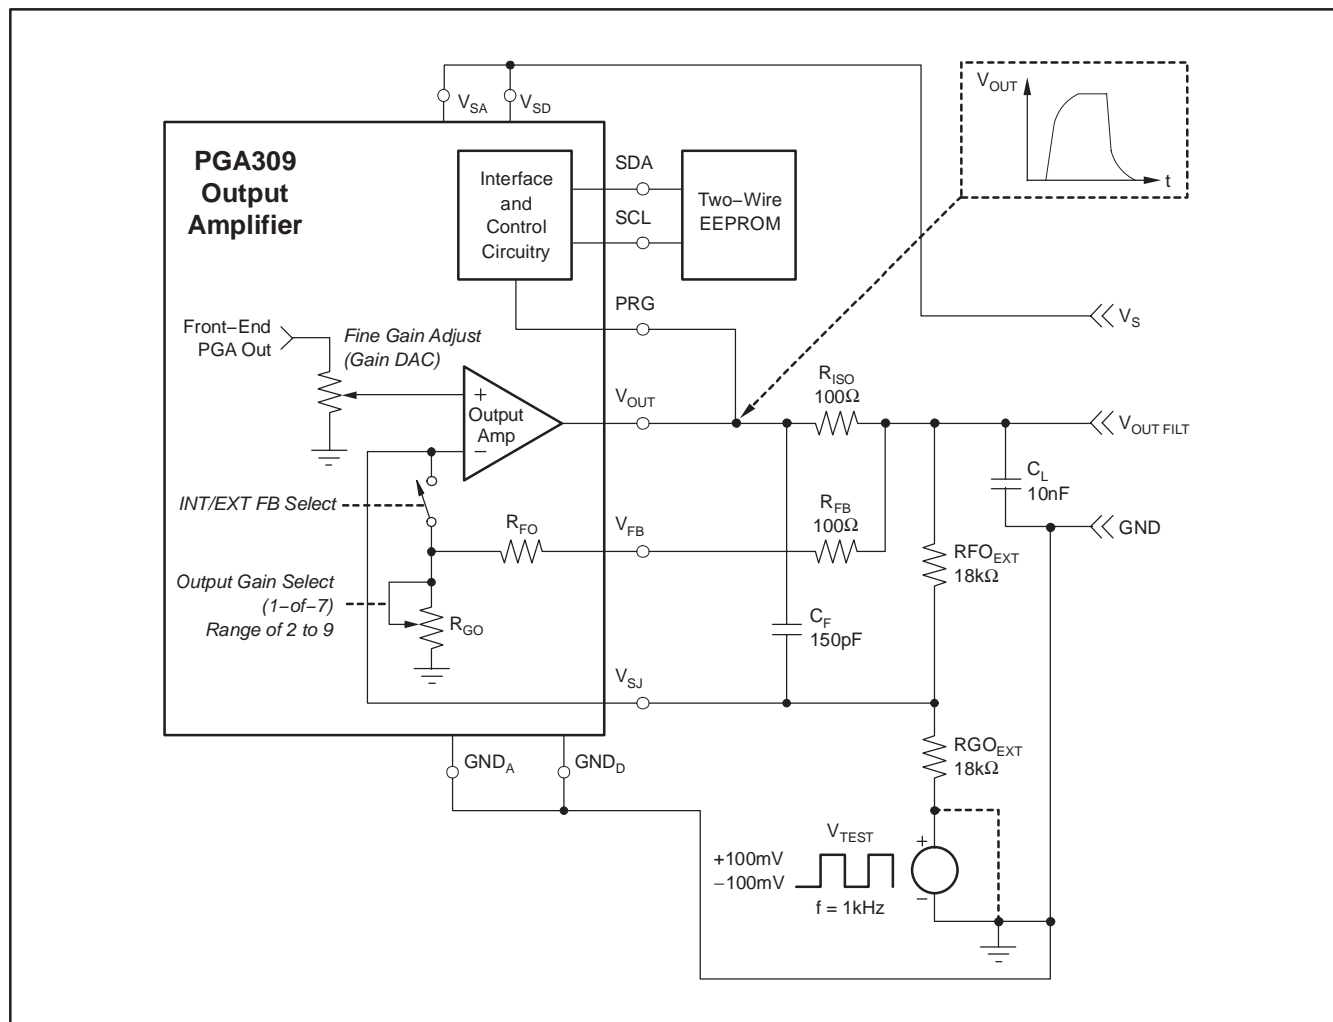 V_SA
V_SD
PGA309
Output
Amplifier
Interface
and
Control
Circuitry
SDA
SCL
Two−Wire
EEPROM
V_OUT
t
PRG
V_S
Front−End
PGA Out
Fine Gain Adjust
(Gain DAC)
+
Output
Amp
−
V_OUT
R_ISO
100Ω
V_OUT FILT
C_L
10nF
GND
INT/EXT FB Select
R_FO
V_FB
R_FB
100Ω
RFO_EXT
18kΩ
Output Gain Select
(1−of−7)
Range of 2 to 9
R_GO
C_F
150pF
V_SJ
RGO_EXT
18kΩ
GND_A
GND_D
V_TEST
+100mV
−100mV
f = 1kHz
+
−